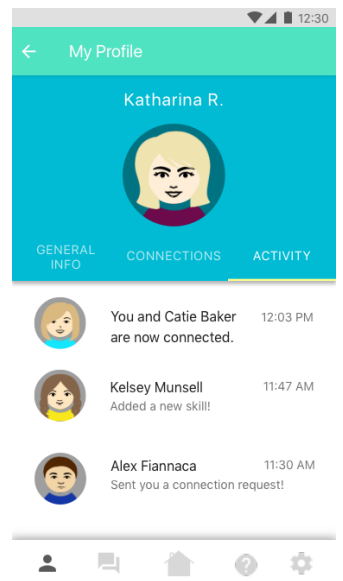 12:30
My Profile
Katharina R.
GENERAL
INFO
CONNECTIONS
ACTIVITY
You and Catie Baker
are now connected.
12:03 PM
Kelsey Munsell
11:47 AM
Added a new skill!
Alex Fiannaca
11:30 AM
Sent you a connection request!
?